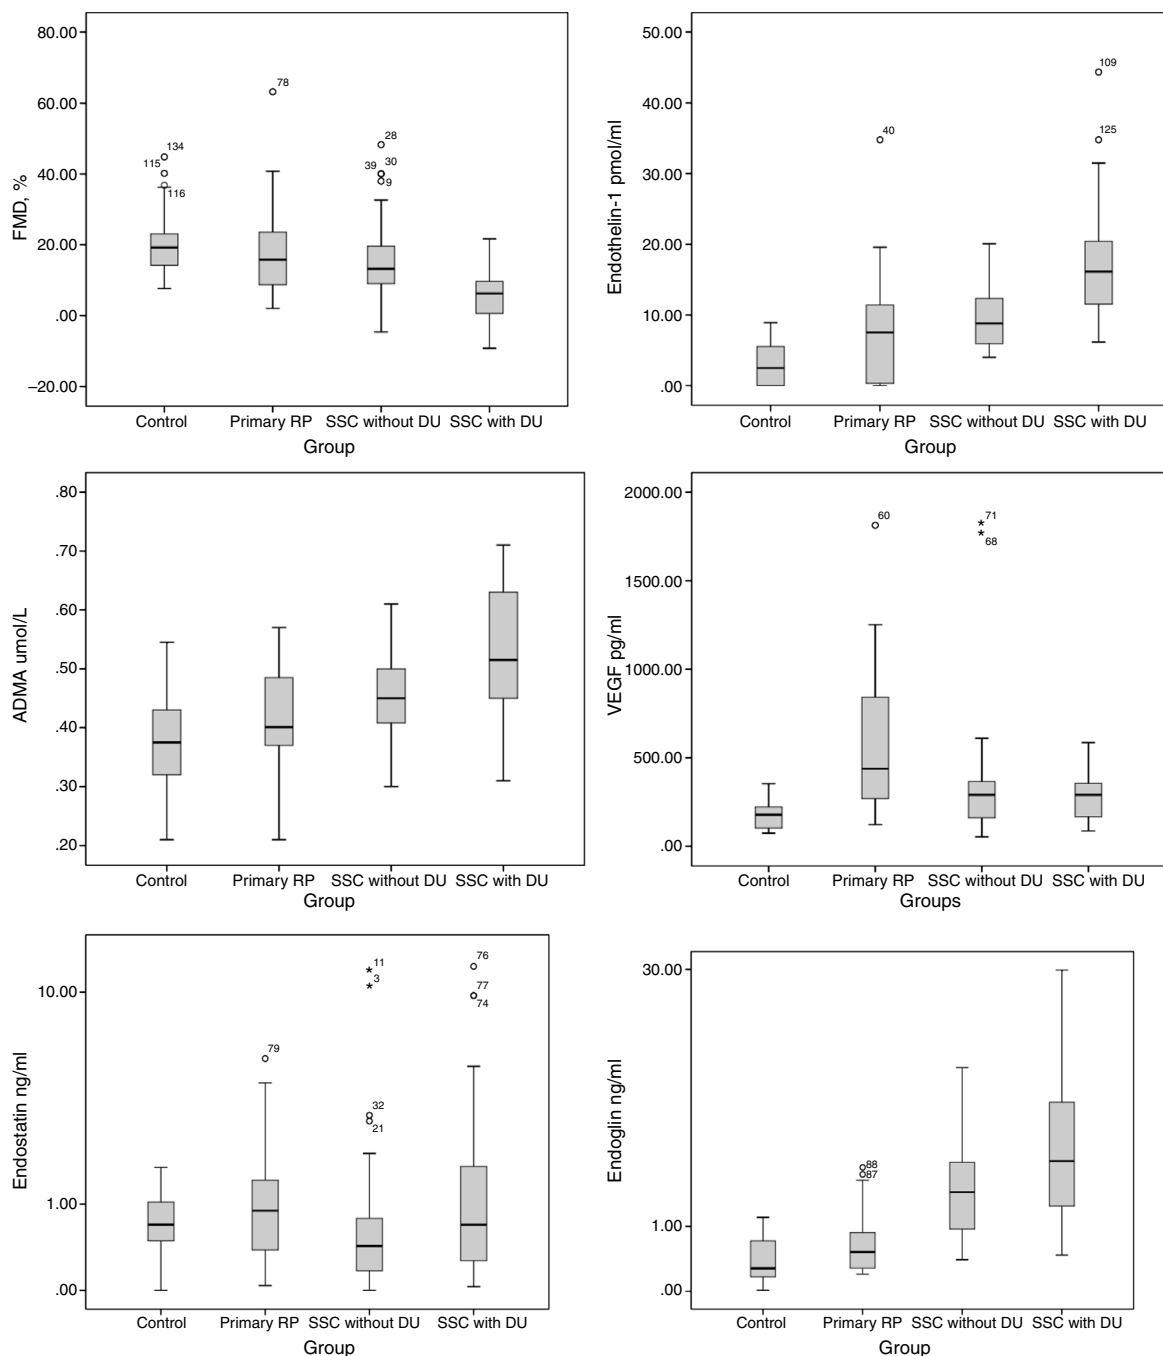 80.00
60.00
40.00
20.00
.00
−20.00
FMD, %
78
134
115
116
28
39 30
9
Control Primary RP SSC without DU SSC with DU
Group
50.00
40.00
30.00
20.00
10.00
.00
Endothelin-1 pmol/ml
109
125
40
Control Primary RP SSC without DU SSC with DU
Group
.80
.70
.60
.50
.40
.30
.20
ADMA umol/L
Control Primary RP SSC without DU SSC with DU
Group
2000.00
1500.00
1000.00
500.00
.00
VEGF pg/ml
60
71
68
Control Primary RP SSC without DU SSC with DU
Groups
10.00
1.00
.00
Endostatin ng/ml
79
11
3
32
21
76
77
74
Control Primary RP SSC without DU SSC with DU
Group
30.00
1.00
.00
Endoglin ng/ml
88
87
Control Primary RP SSC without DU SSC with DU
Group